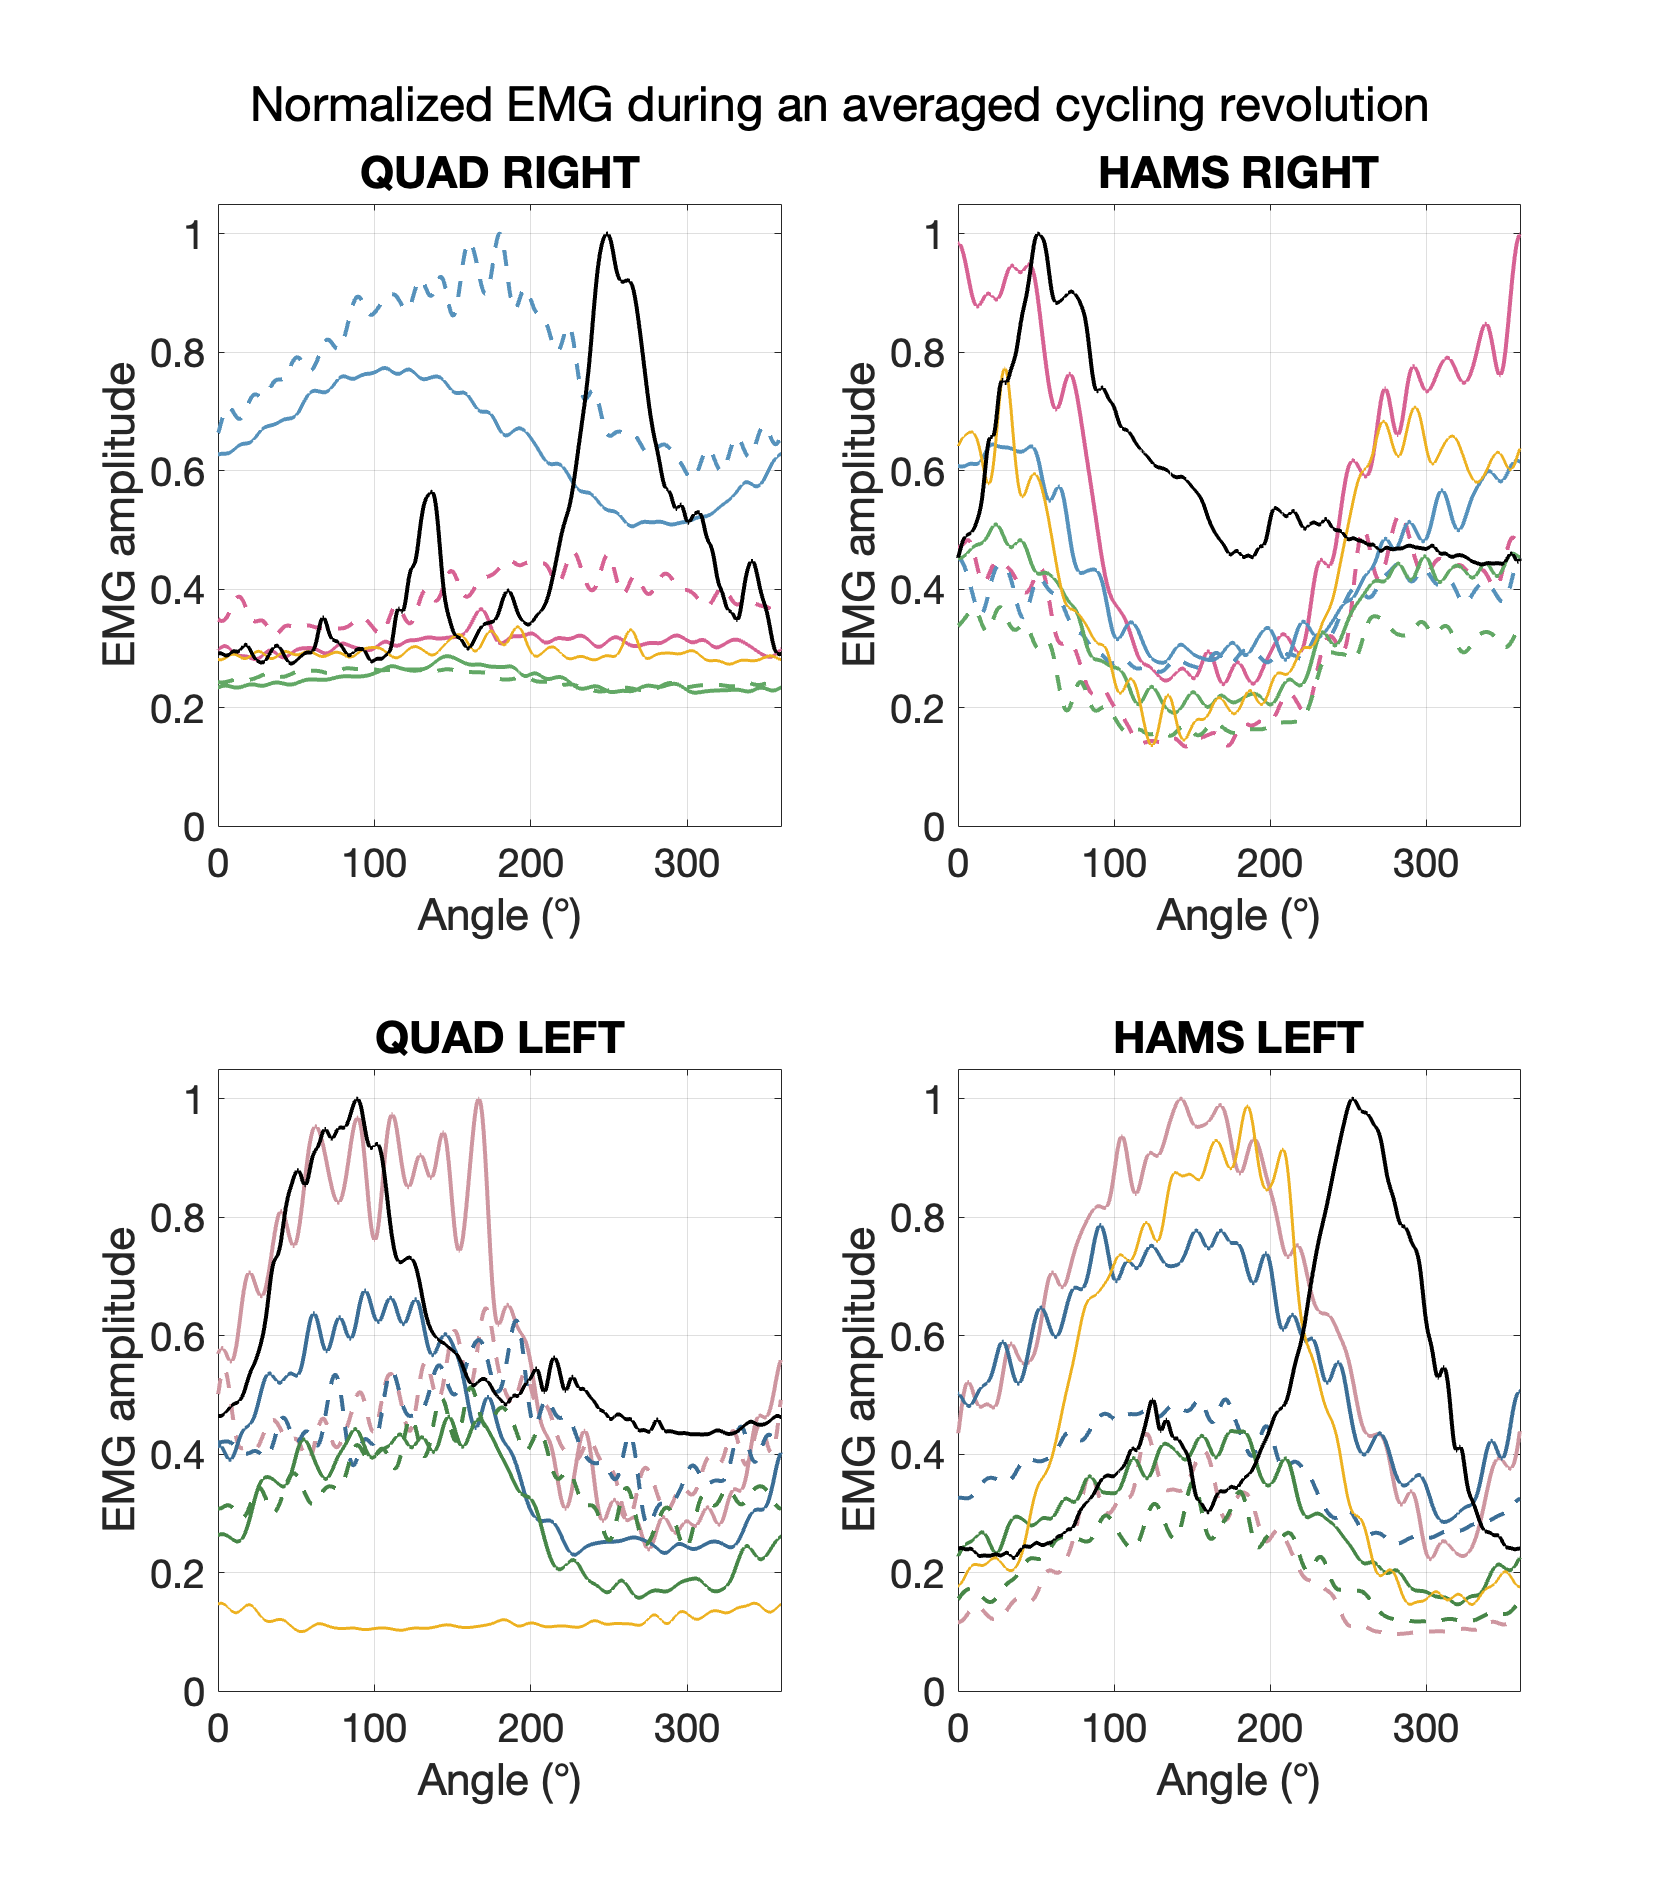 Normalized EMG during an averaged cycling revolution
QUAD RIGHT
1
0.8
0.6
0.4
0.2
0
EMG amplitude
0 100 200 300
Angle (°)
HAMS RIGHT
1
0.8
0.6
0.4
0.2
0
EMG amplitude
0 100 200 300
Angle (°)
QUAD LEFT
1
0.8
0.6
0.4
0.2
0
EMG amplitude
0 100 200 300
Angle (°)
HAMS LEFT
1
0.8
0.6
0.4
0.2
0
EMG amplitude
0 100 200 300
Angle (°)